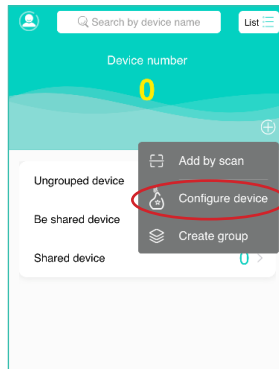 Search by device name
List
Device number
0
Add by scan
Ungrouped device
Configure device
Be shared device
Create group
Shared device
0